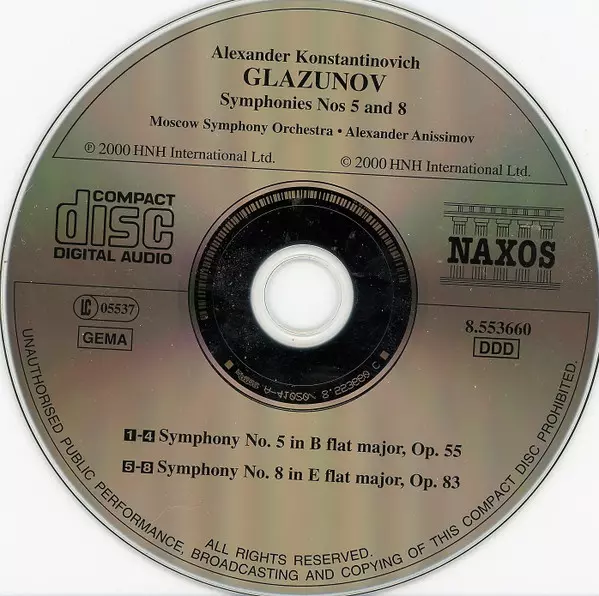 Alexander Konstantinovich
GLAZUNOV
Symphonies Nos 5 and 8
Moscow Symphony Orchestra • Alexander Anissimov
℗ 2000 HNH International Ltd.
© 2000 HNH International Ltd.
COMPACT
disc
DIGITAL AUDIO
NAXOS
LC 05537
GEMA
8.553660
DDD
1-4 Symphony No. 5 in B flat major, Op. 55
5-8 Symphony No. 8 in E flat major, Op. 83
ALL RIGHTS RESERVED.
UNAUTHORISED PUBLIC PERFORMANCE, BROADCASTING AND COPYING OF THIS COMPACT DISC PROHIBITED.